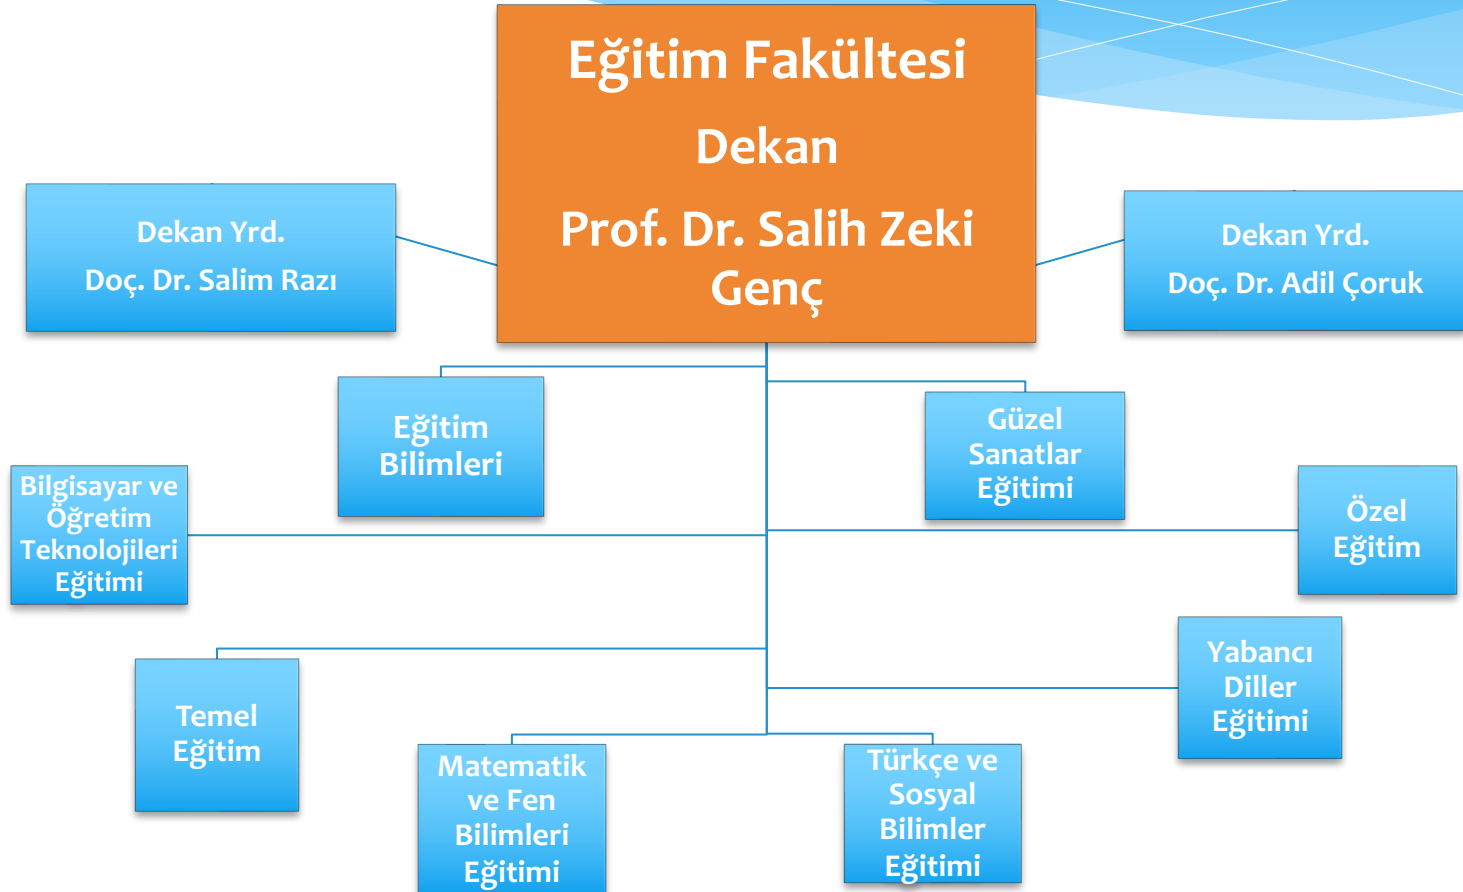 Eğitim Fakültesi
Dekan
Prof. Dr. Salih Zeki
Genç
Dekan Yrd.
Doç. Dr. Salim Razı
Dekan Yrd.
Doç. Dr. Adil Çoruk
Eğitim
Bilimleri
Güzel
Sanatlar
Eğitimi
Bilgisayar ve
Öğretim
Teknolojileri
Eğitimi
Özel
Eğitim
Temel
Eğitim
Yabancı
Diller
Eğitimi
Matematik
ve Fen
Bilimleri
Eğitimi
Türkçe ve
Sosyal
Bilimler
Eğitimi